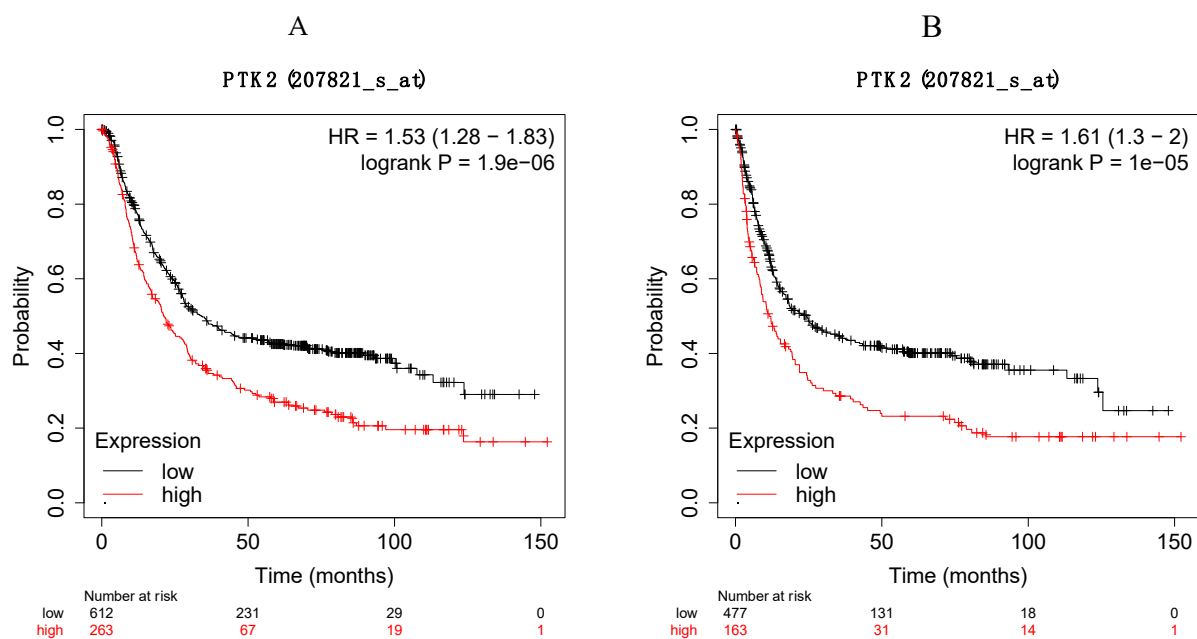 A
PTK2 (207821_s_at)
HR = 1.53 (1.28 − 1.83)
logrank P = 1.9e−06
Probability
1.0
0.8
0.6
0.4
0.2
0.0
Expression
low
high
0 50 100 150
Time (months)
Number at risk
low 612 231 29 0
high 263 67 19 1
B
PTK2 (207821_s_at)
HR = 1.61 (1.3 − 2)
logrank P = 1e−05
Probability
1.0
0.8
0.6
0.4
0.2
0.0
Expression
low
high
0 50 100 150
Time (months)
Number at risk
low 477 131 18 0
high 163 31 14 1